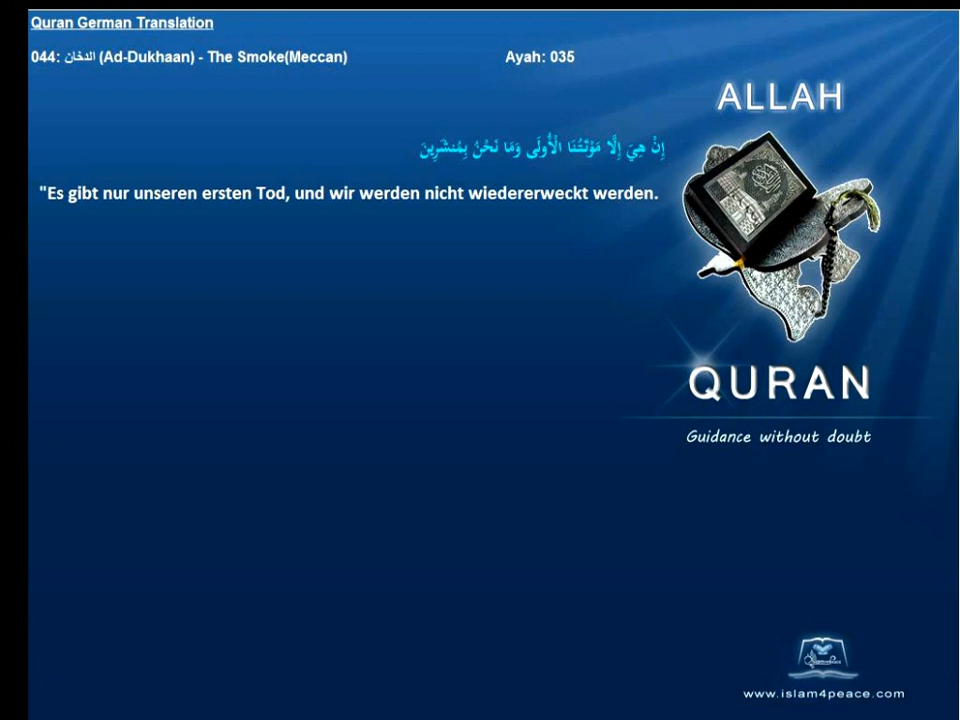 Quran German Translation
044: الدخان (Ad-Dukhaan) - The Smoke(Meccan) Ayah: 035
ALLAH
إِنْ هِيَ إِلَّا مَوْتَتُنَا الْأُولَى وَمَا نَحْنُ بِمُنشَرِينَ
"Es gibt nur unseren ersten Tod, und wir werden nicht wiedererweckt werden.
QURAN
Guidance without doubt
www.islam4peace.com